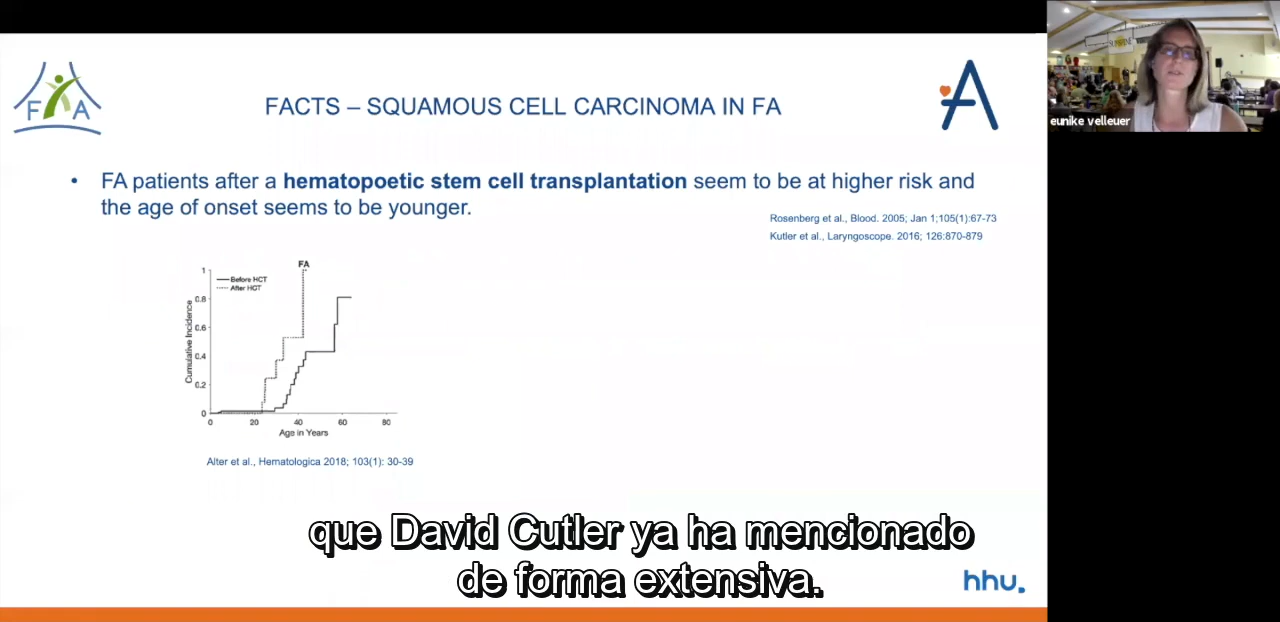 F A
FACTS – SQUAMOUS CELL CARCINOMA IN FA
A
eunike velleuer
• FA patients after a hematopoetic stem cell transplantation seem to be at higher risk and
the age of onset seems to be younger.
Rosenberg et al., Blood. 2005; Jan 1;105(1):67-73
Kutler et al., Laryngoscope. 2016; 126:870-879
FA
Before HCT
After HCT
Cumulative Incidence
1
0.8
0.6
0.4
0.2
0
0 20 40 60 80
Age in Years
Alter et al., Hematologica 2018; 103(1): 30-39
que David Cutler ya ha mencionado
de forma extensiva.
hhu.